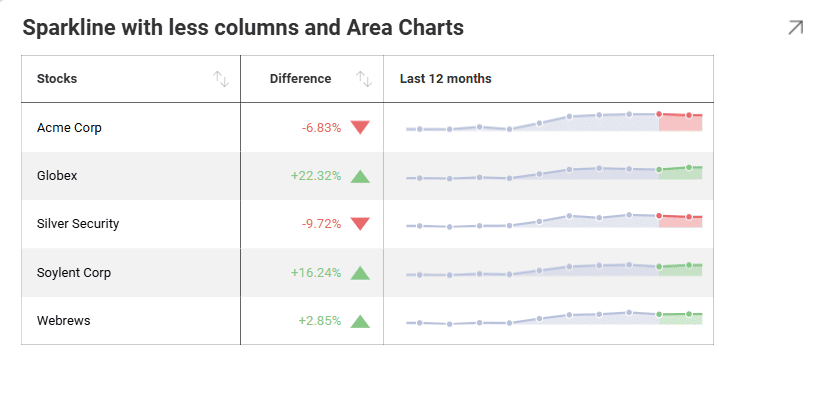 Sparkline with less columns and Area Charts
Stocks Difference Last 12 months
Acme Corp -6.83%
Globex +22.32%
Silver Security -9.72%
Soylent Corp +16.24%
Webrews +2.85%